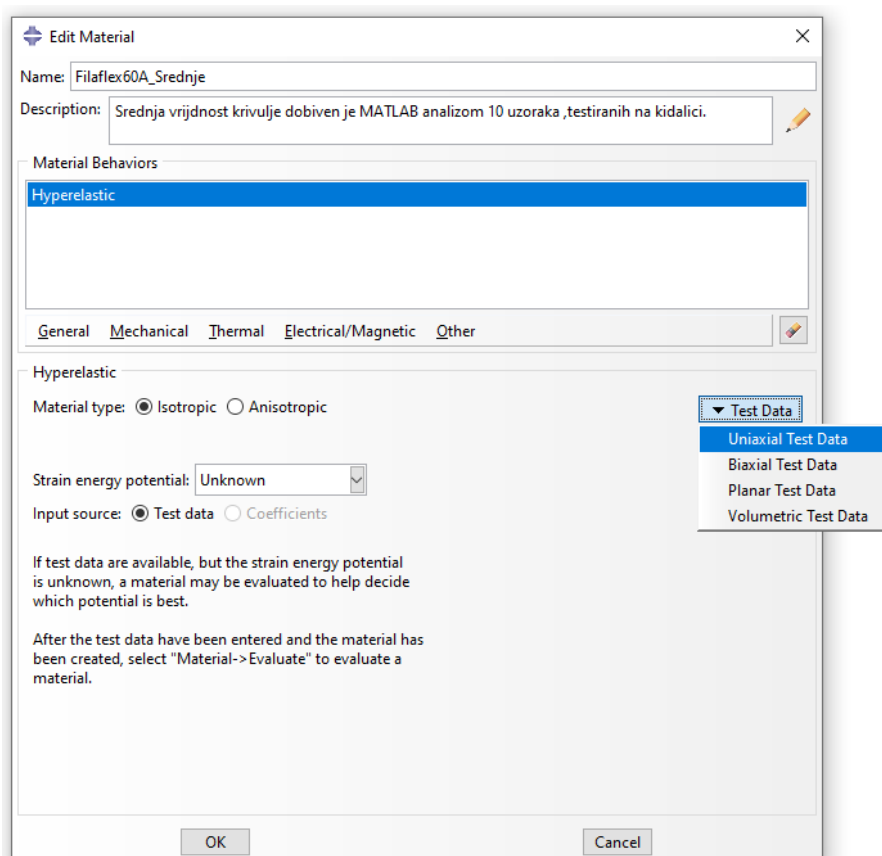 Edit Material
Name: Filaflex60A_Srednje
Description: Srednja vrijdnost krivulje dobiven je MATLAB analizom 10 uzoraka ,testiranih na kidalici.
Material Behaviors
Hyperelastic
General Mechanical Thermal Electrical/Magnetic Other
Hyperelastic
Material type: Isotropic Anisotropic
Test Data
Uniaxial Test Data
Biaxial Test Data
Planar Test Data
Volumetric Test Data
Strain energy potential: Unknown
Input source: Test data Coefficients
If test data are available, but the strain energy potential
is unknown, a material may be evaluated to help decide
which potential is best.
After the test data have been entered and the material has
been created, select "Material->Evaluate" to evaluate a
material.
OK Cancel